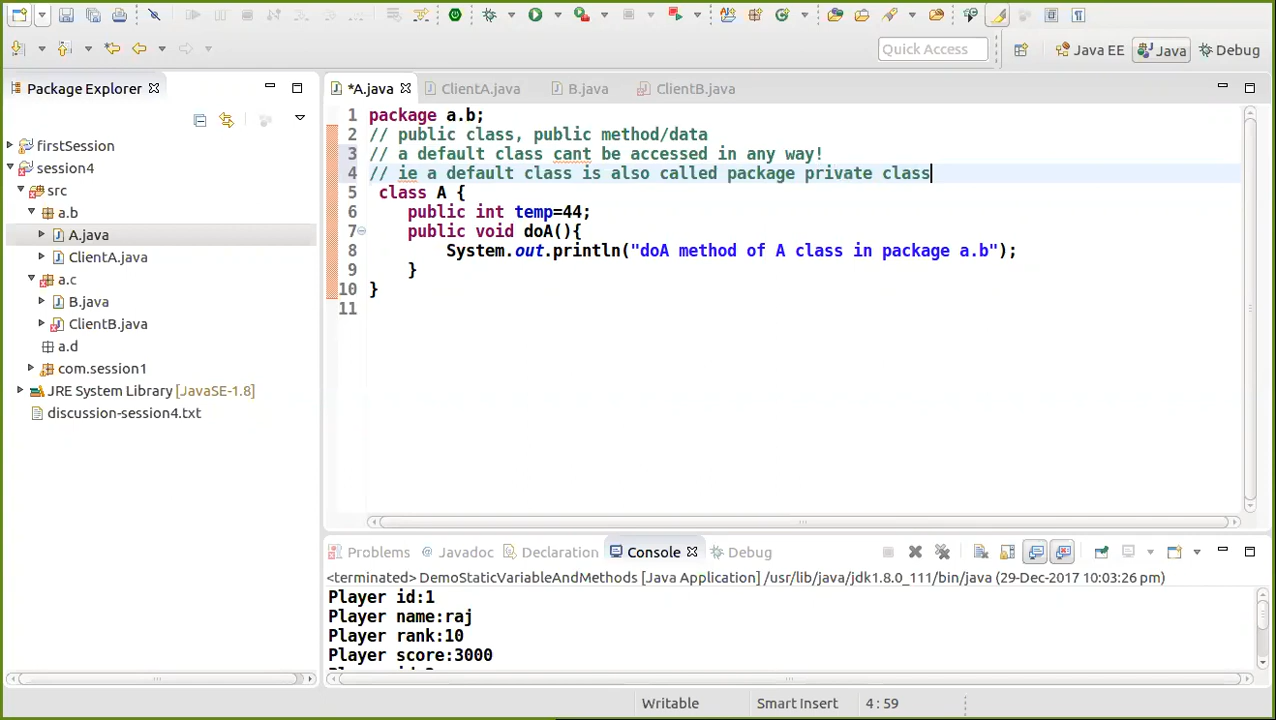 Quick Access
Java EE
Java
Debug
Package Explorer
*A.java
ClientA.java
B.java
ClientB.java
firstSession
session4
src
a.b
A.java
ClientA.java
a.c
B.java
ClientB.java
a.d
com.session1
JRE System Library [JavaSE-1.8]
discussion-session4.txt
1 package a.b;
2 // public class, public method/data
3 // a default class cant be accessed in any way!
4 // ie a default class is also called package private class
5 class A {
6 public int temp=44;
7 public void doA(){
8 System.out.println("doA method of A class in package a.b");
9 }
10 }
11
Problems
Javadoc
Declaration
Console
Debug
<terminated> DemoStaticVariableAndMethods [Java Application] /usr/lib/java/jdk1.8.0_111/bin/java (29-Dec-2017 10:03:26 pm)
Player id:1
Player name:raj
Player rank:10
Player score:3000
Writable
Smart Insert
4 : 59